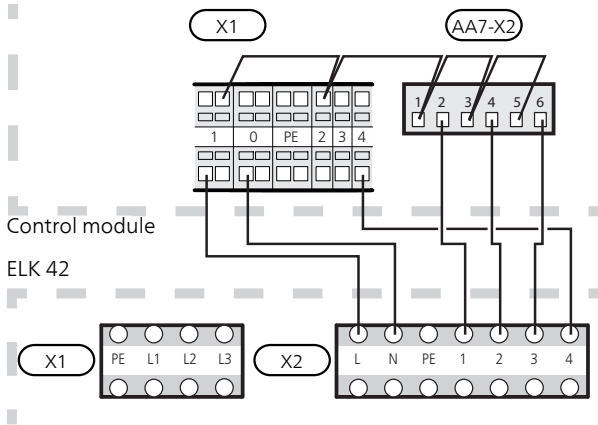 X1 AA7-X2
1 2 3 4 5 6
1 0 PE 2 3 4
Control module
ELK 42
X1 PE L1 L2 L3 X2 L N PE 1 2 3 4